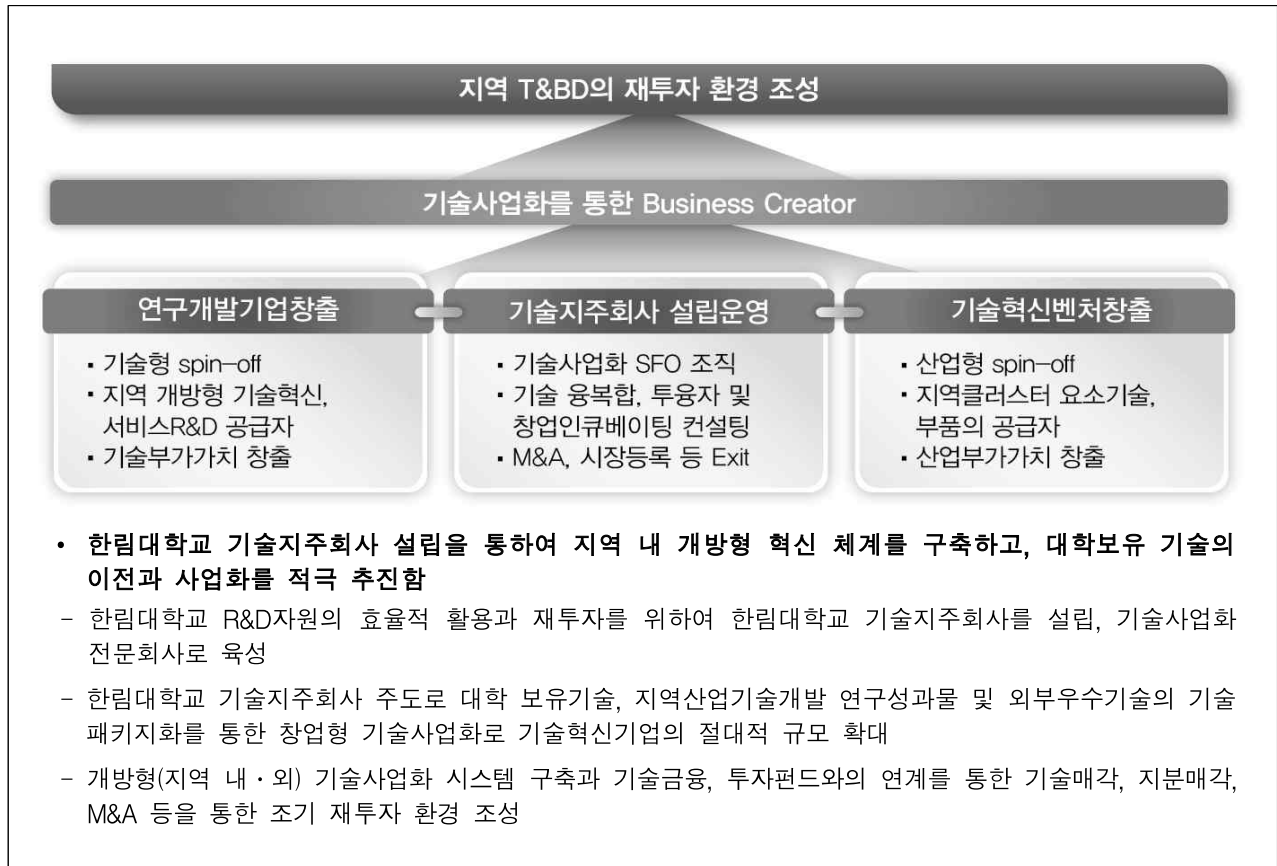 지역 T&BD의 재투자 환경 조성
기술사업화를 통한 Business Creator
연구개발기업창출
▪ 기술형 spin-off
▪ 지역 개방형 기술혁신,
서비스R&D 공급자
▪ 기술부가가치 창출
기술지주회사 설립운영
▪ 기술사업화 SFO 조직
▪ 기술 융복합, 투융자 및
창업인큐베이팅 컨설팅
▪ M&A, 시장등록 등 Exit
기술혁신벤처창출
▪ 산업형 spin-off
▪ 지역클러스터 요소기술,
부품의 공급자
▪ 산업부가가치 창출
• 한림대학교 기술지주회사 설립을 통하여 지역 내 개방형 혁신 체계를 구축하고, 대학보유 기술의
이전과 사업화를 적극 추진함
- 한림대학교 R&D자원의 효율적 활용과 재투자를 위하여 한림대학교 기술지주회사를 설립, 기술사업화
전문회사로 육성
- 한림대학교 기술지주회사 주도로 대학 보유기술, 지역산업기술개발 연구성과물 및 외부우수기술의 기술
패키지화를 통한 창업형 기술사업화로 기술혁신기업의 절대적 규모 확대
- 개방형(지역 내·외) 기술사업화 시스템 구축과 기술금융, 투자펀드와의 연계를 통한 기술매각, 지분매각,
M&A 등을 통한 조기 재투자 환경 조성